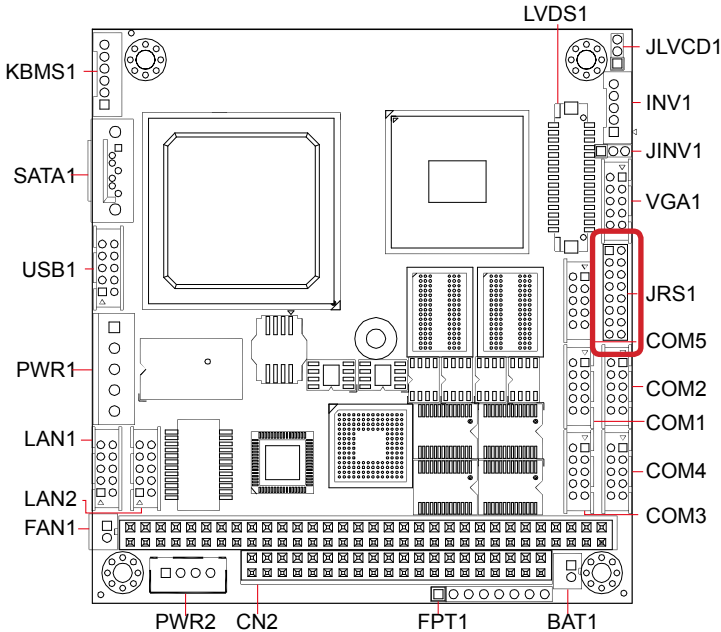 LVDS1
JLVCD1
KBMS1
INV1
JINV1
SATA1
VGA1
USB1
JRS1
COM5
PWR1
COM2
COM1
LAN1
COM4
LAN2
COM3
FAN1
PWR2
CN2
FPT1
BAT1